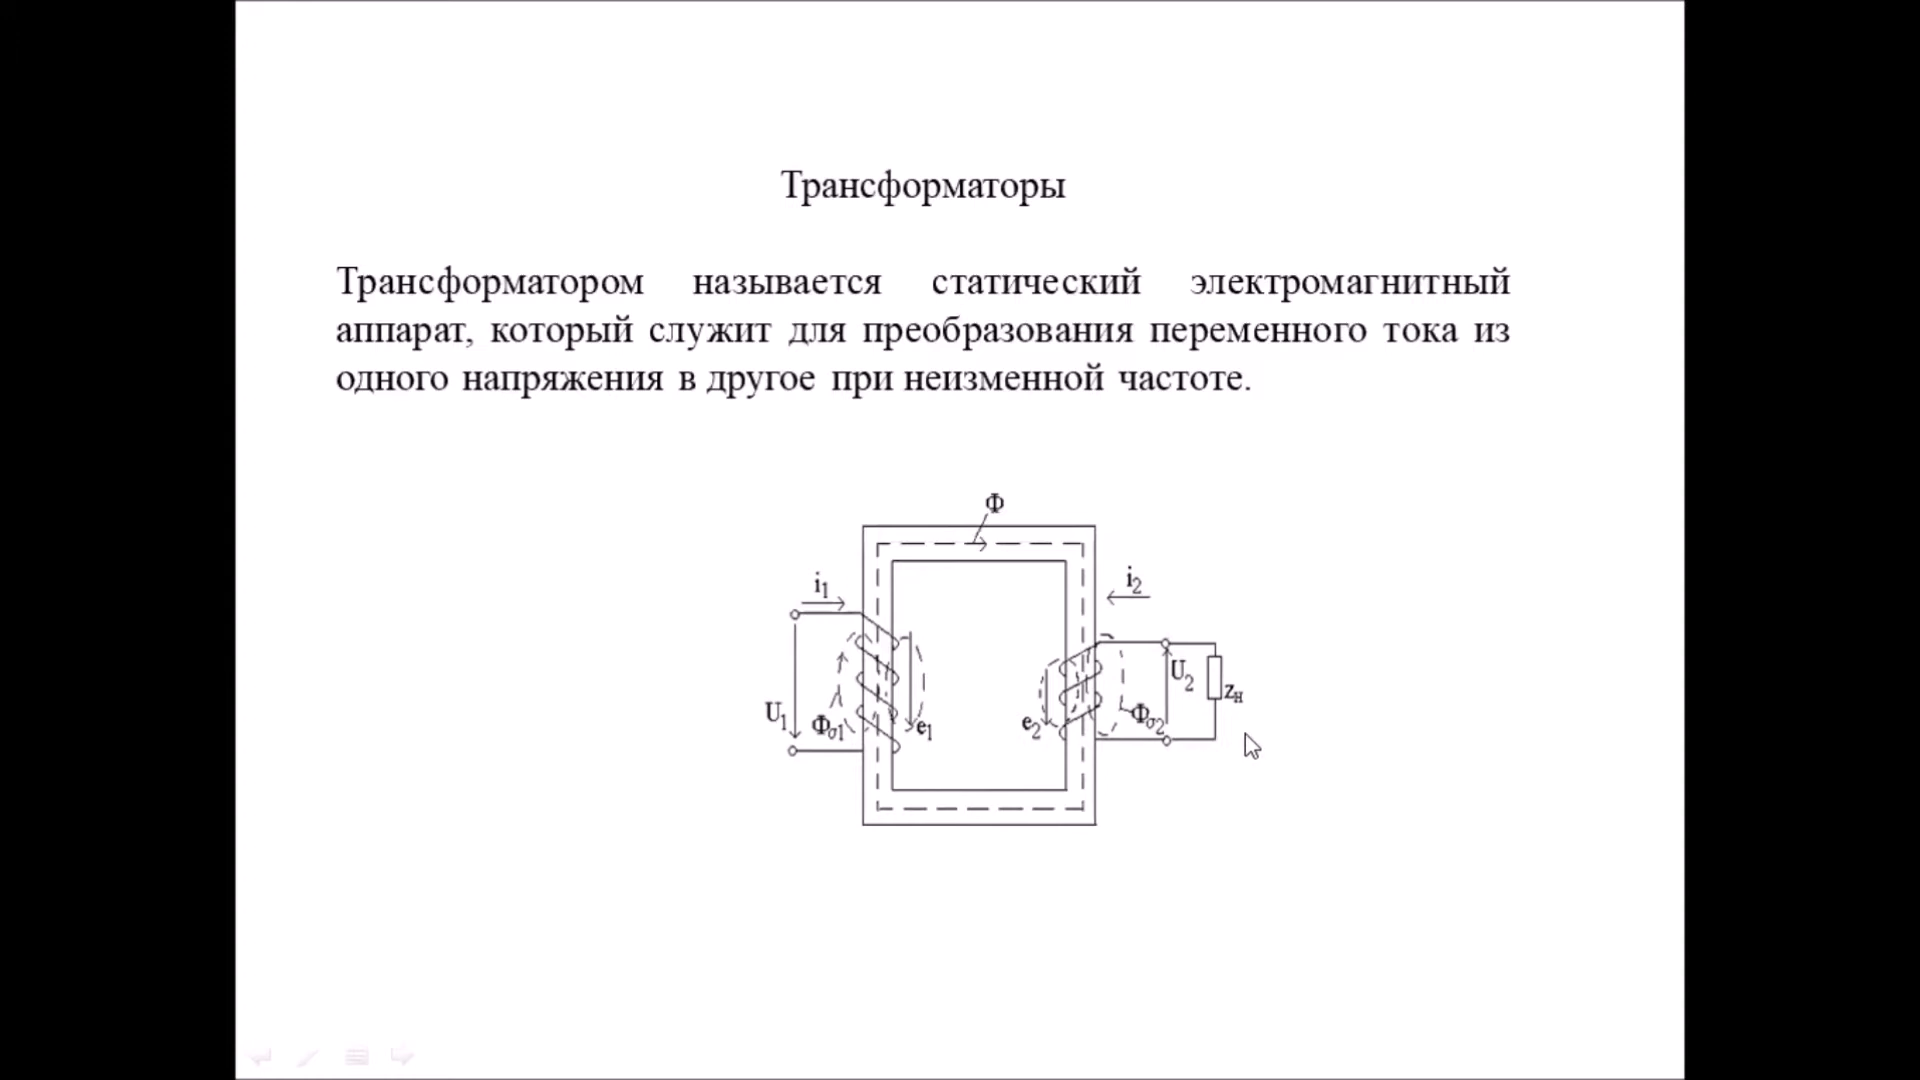 Трансформаторы
Трансформатором называется статический электромагнитный
аппарат, который служит для преобразования переменного тока из
одного напряжения в другое при неизменной частоте.
Ф
i1
i2
U1
Фσ1
e1
e2
Фσ2
U2
zн